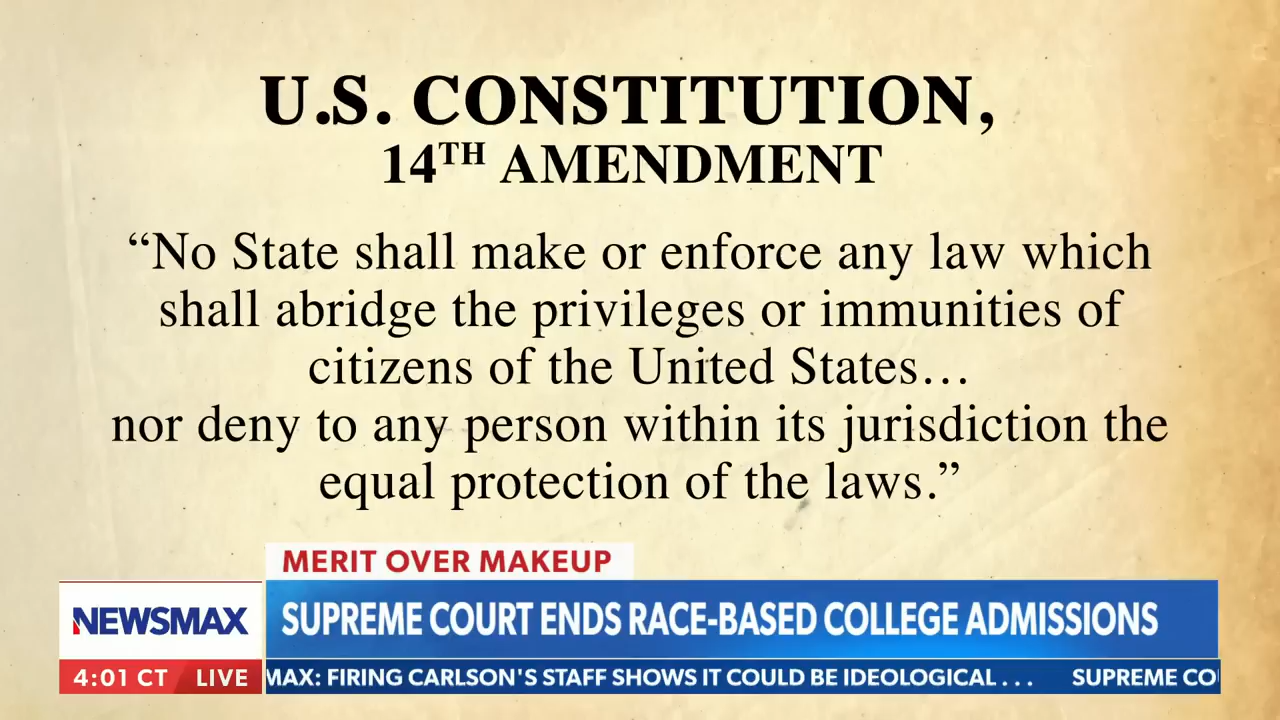 U.S. CONSTITUTION,
14TH AMENDMENT
“No State shall make or enforce any law which
shall abridge the privileges or immunities of
citizens of the United States…
nor deny to any person within its jurisdiction the
equal protection of the laws.”
MERIT OVER MAKEUP
NEWSMAX
SUPREME COURT ENDS RACE-BASED COLLEGE ADMISSIONS
4:01 CT LIVE
MAX: FIRING CARLSON'S STAFF SHOWS IT COULD BE IDEOLOGICAL . . . SUPREME CO